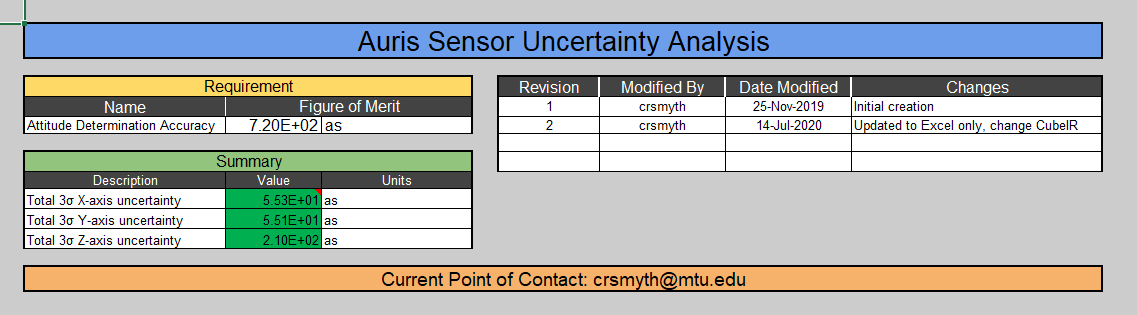 Auris Sensor Uncertainty Analysis
Requirement
Name Figure of Merit
Attitude Determination Accuracy 7.20E+02 as
Summary
Description Value Units
Total 3σ X-axis uncertainty 5.53E+01 as
Total 3σ Y-axis uncertainty 5.51E+01 as
Total 3σ Z-axis uncertainty 2.10E+02 as
Revision Modified By Date Modified Changes
1 crsmyth 25-Nov-2019 Initial creation
2 crsmyth 14-Jul-2020 Updated to Excel only, change CubeIR
Current Point of Contact: crsmyth@mtu.edu